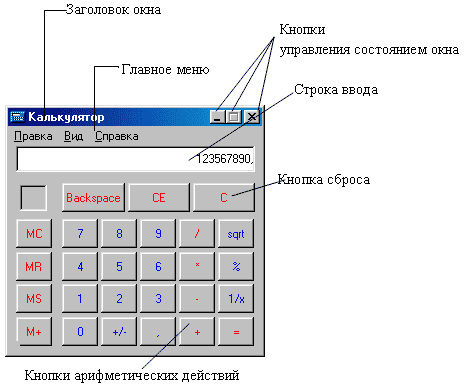 Заголовок окна
Кнопки
управления состоянием окна
Главное меню
Строка ввода
Калькулятор
Правка Вид Справка
123567890,
Кнопка сброса
Backspace CE C
MC 7 8 9 / sqrt
MR 4 5 6 * %
MS 1 2 3 - 1/x
M+ 0 +/- , + =
Кнопки арифметических действий